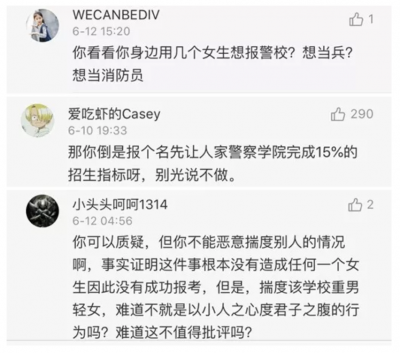 WECANBEDIV
1
6-12 15:20
你看看你身边用几个女生想报警校？想当兵？
想当消防员
爱吃虾的Casey
290
6-10 19:33
那你倒是报个名先让人家警察学院完成15%的
招生指标呀，别光说不做。
小头头呵呵1314
2
6-12 04:56
你可以质疑，但你不能恶意揣度别人的情况
啊，事实证明这件事根本没有造成任何一个女
生因此没有成功报考，但是，揣度该学校重男
轻女，难道不就是以小人之心度君子之腹的行
为吗？难道这不值得批评吗？